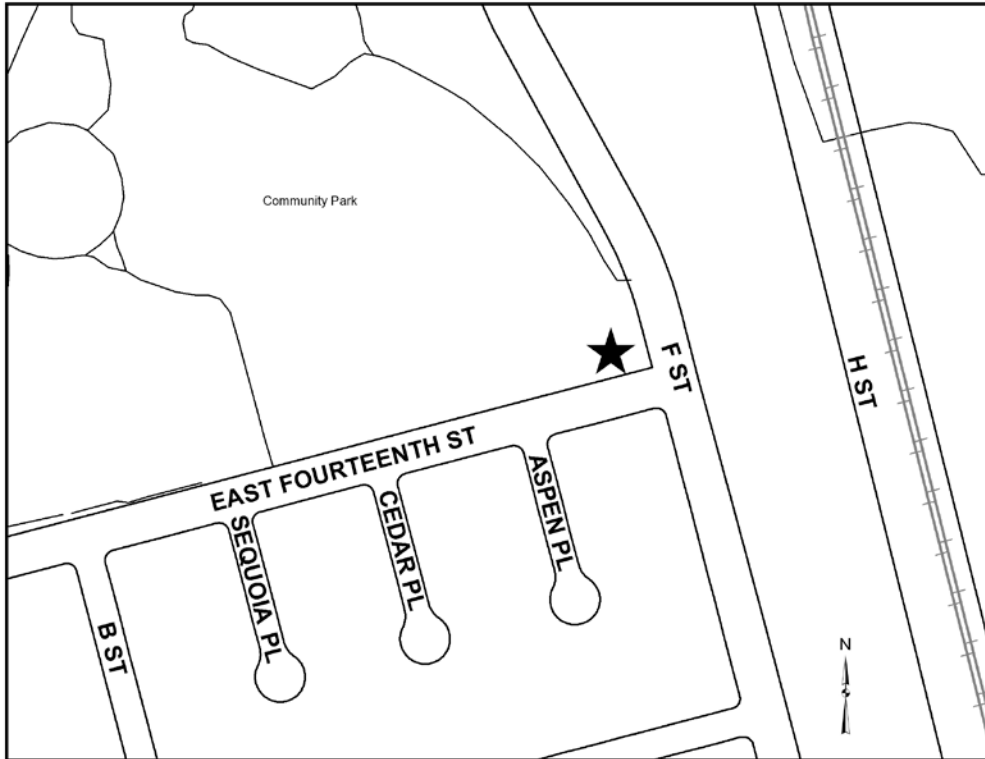 Community Park
F ST
H ST
EAST FOURTEENTH ST
ASPEN PL
CEDAR PL
SEQUOIA PL
B ST
N